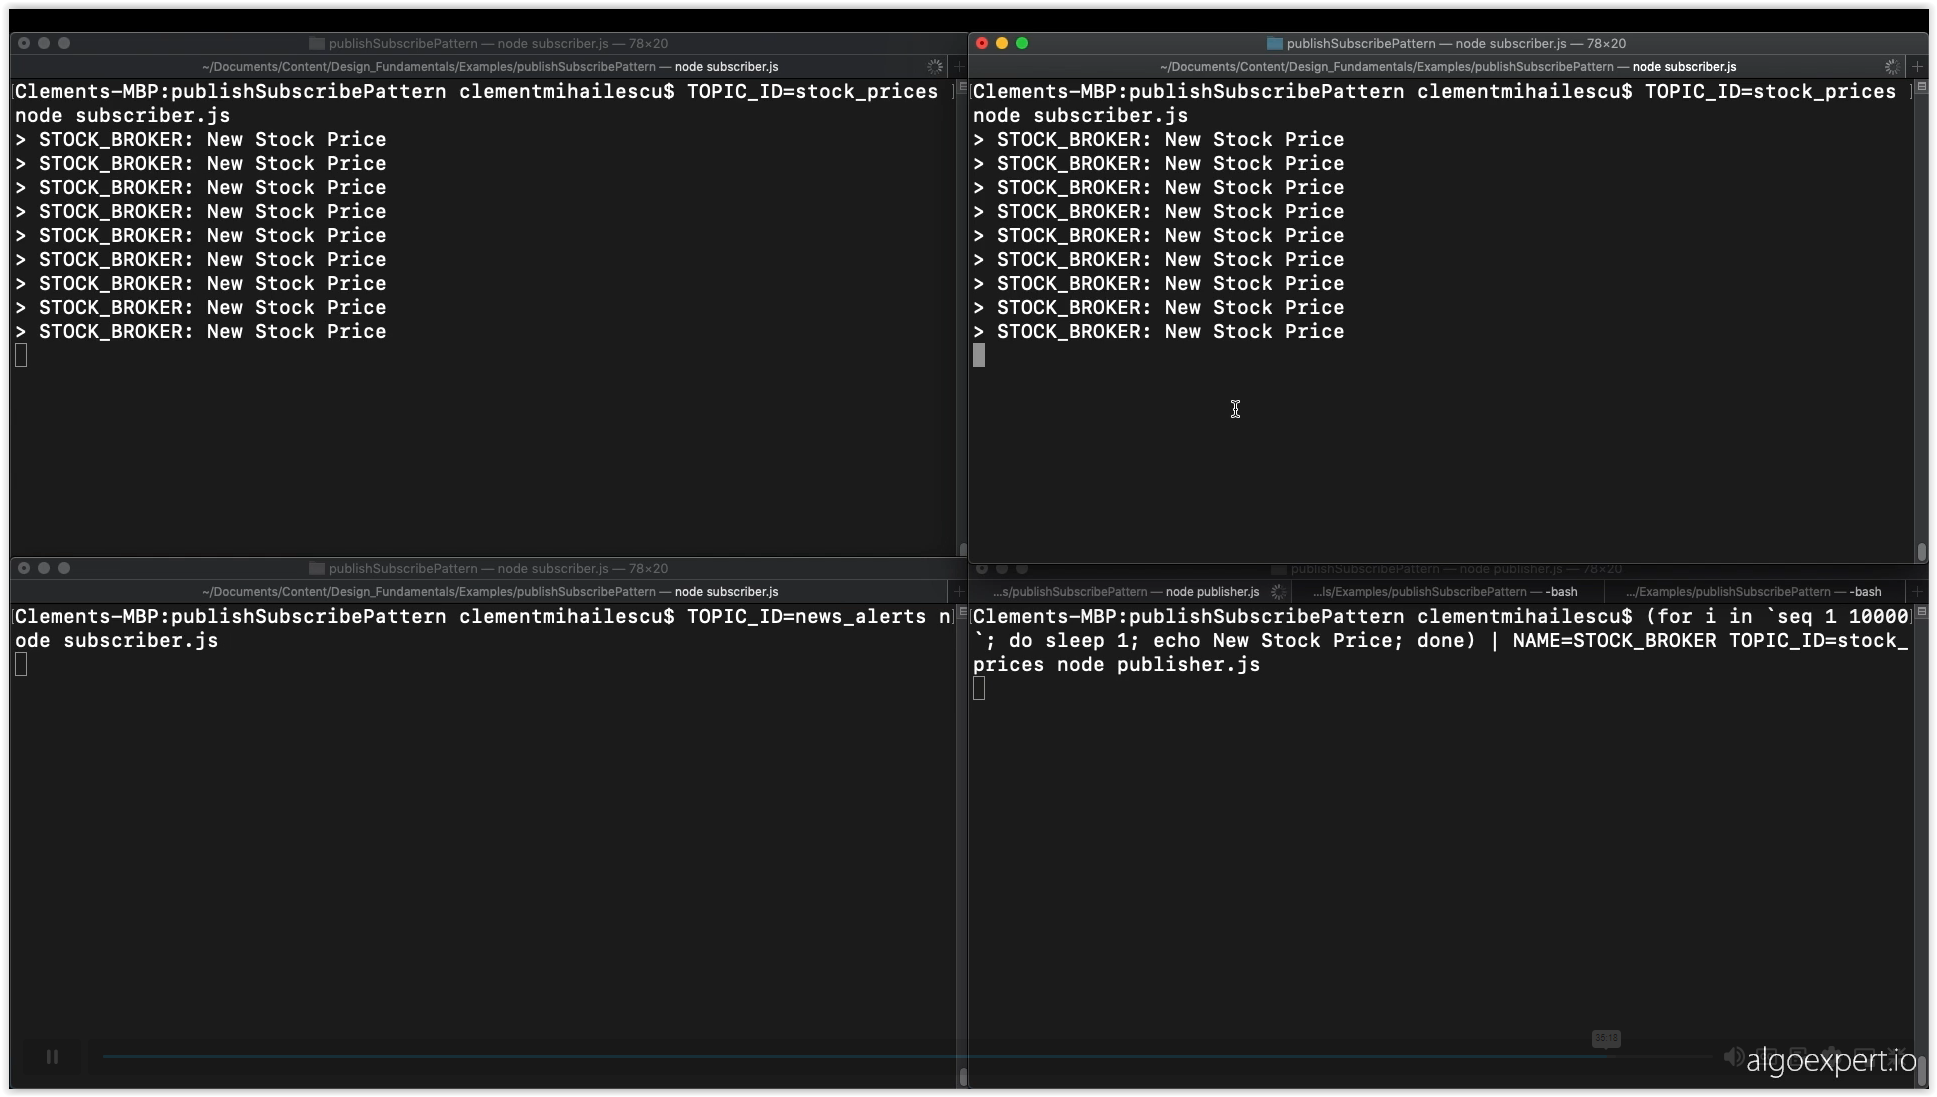 publishSubscribePattern — node subscriber.js — 78×20
~/Documents/Content/Design_Fundamentals/Examples/publishSubscribePattern — node subscriber.js
[Clements-MBP:publishSubscribePattern clementmihailescu$ TOPIC_ID=stock_prices ]
node subscriber.js
> STOCK_BROKER: New Stock Price
> STOCK_BROKER: New Stock Price
> STOCK_BROKER: New Stock Price
> STOCK_BROKER: New Stock Price
> STOCK_BROKER: New Stock Price
> STOCK_BROKER: New Stock Price
> STOCK_BROKER: New Stock Price
> STOCK_BROKER: New Stock Price
> STOCK_BROKER: New Stock Price
publishSubscribePattern — node subscriber.js — 78×20
~/Documents/Content/Design_Fundamentals/Examples/publishSubscribePattern — node subscriber.js
[Clements-MBP:publishSubscribePattern clementmihailescu$ TOPIC_ID=stock_prices ]
node subscriber.js
> STOCK_BROKER: New Stock Price
> STOCK_BROKER: New Stock Price
> STOCK_BROKER: New Stock Price
> STOCK_BROKER: New Stock Price
> STOCK_BROKER: New Stock Price
> STOCK_BROKER: New Stock Price
> STOCK_BROKER: New Stock Price
> STOCK_BROKER: New Stock Price
> STOCK_BROKER: New Stock Price
publishSubscribePattern — node subscriber.js — 78×20
~/Documents/Content/Design_Fundamentals/Examples/publishSubscribePattern — node subscriber.js
[Clements-MBP:publishSubscribePattern clementmihailescu$ TOPIC_ID=news_alerts n]
ode subscriber.js
publishSubscribePattern — node publisher.js — 78×20
...s/publishSubscribePattern — node publisher.js
...ls/Examples/publishSubscribePattern — -bash
.../Examples/publishSubscribePattern — -bash
[Clements-MBP:publishSubscribePattern clementmihailescu$ (for i in `seq 1 10000]
`; do sleep 1; echo New Stock Price; done) | NAME=STOCK_BROKER TOPIC_ID=stock_
prices node publisher.js
algoexpert.io